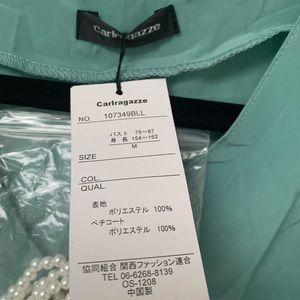 Carlragazze
Carlragazze
NO. 107349BLL
バスト 79〜87
身 長 154〜162
SIZE M
COL.
QUAL.
表地
ポリエステル 100%
ペチコート
ポリエステル 100%
協同組合 関西ファッション連合
TEL 06-6268-8139
OS-1208
中国製